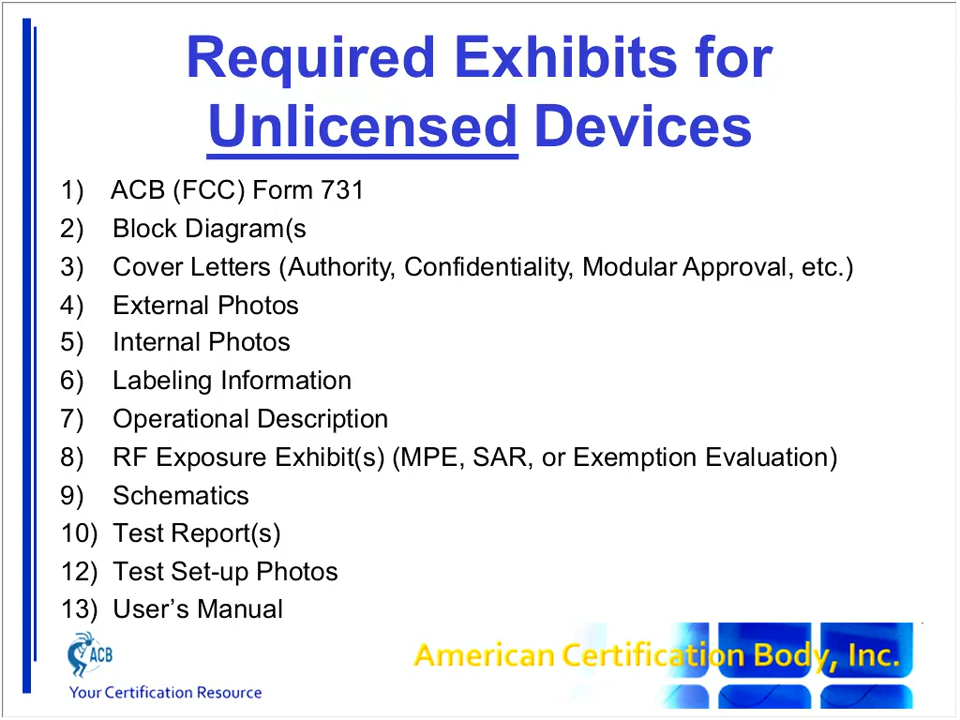 Required Exhibits for
Unlicensed Devices
1) ACB (FCC) Form 731
2) Block Diagram(s
3) Cover Letters (Authority, Confidentiality, Modular Approval, etc.)
4) External Photos
5) Internal Photos
6) Labeling Information
7) Operational Description
8) RF Exposure Exhibit(s) (MPE, SAR, or Exemption Evaluation)
9) Schematics
10) Test Report(s)
12) Test Set-up Photos
13) User’s Manual
ACB
American Certification Body, Inc.
Your Certification Resource